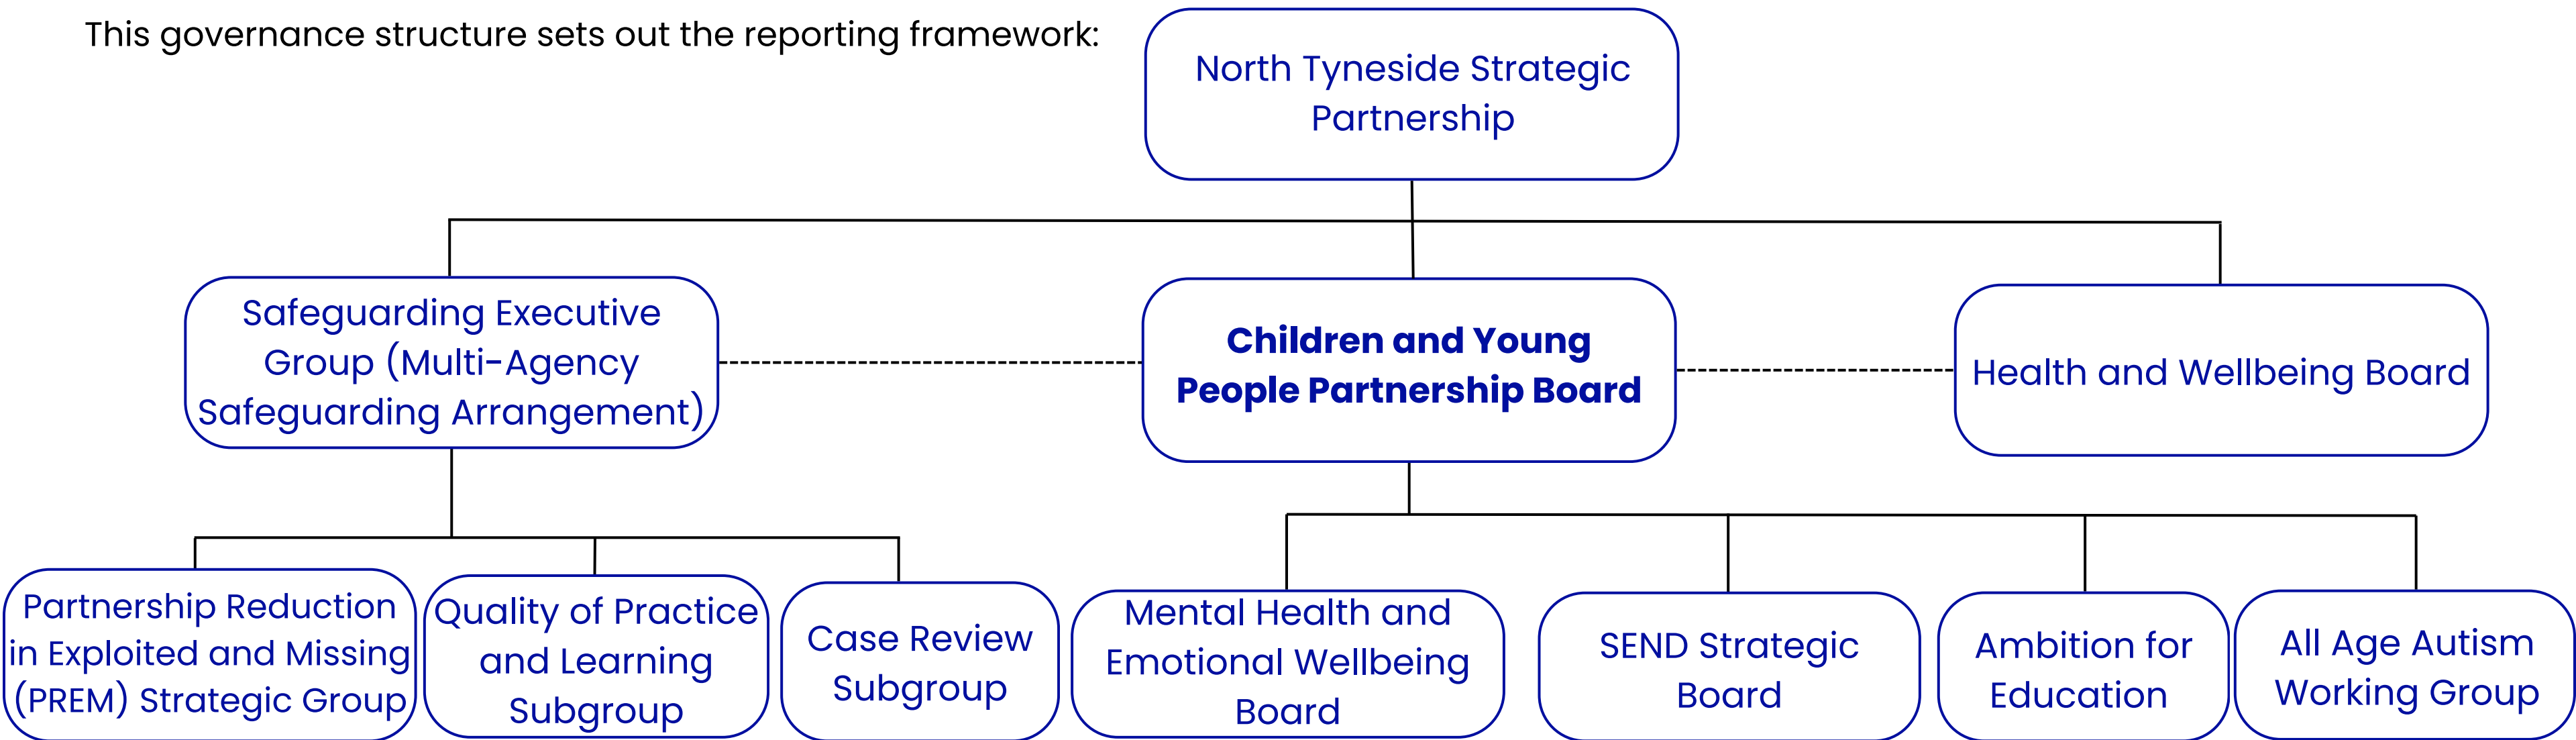 This governance structure sets out the reporting framework:
North Tyneside Strategic
Partnership
Safeguarding Executive
Group (Multi-Agency
Safeguarding Arrangement)
Children and Young
People Partnership Board
Health and Wellbeing Board
Partnership Reduction
in Exploited and Missing
(PREM) Strategic Group
Quality of Practice
and Learning
Subgroup
Case Review
Subgroup
Mental Health and
Emotional Wellbeing
Board
SEND Strategic
Board
Ambition for
Education
All Age Autism
Working Group